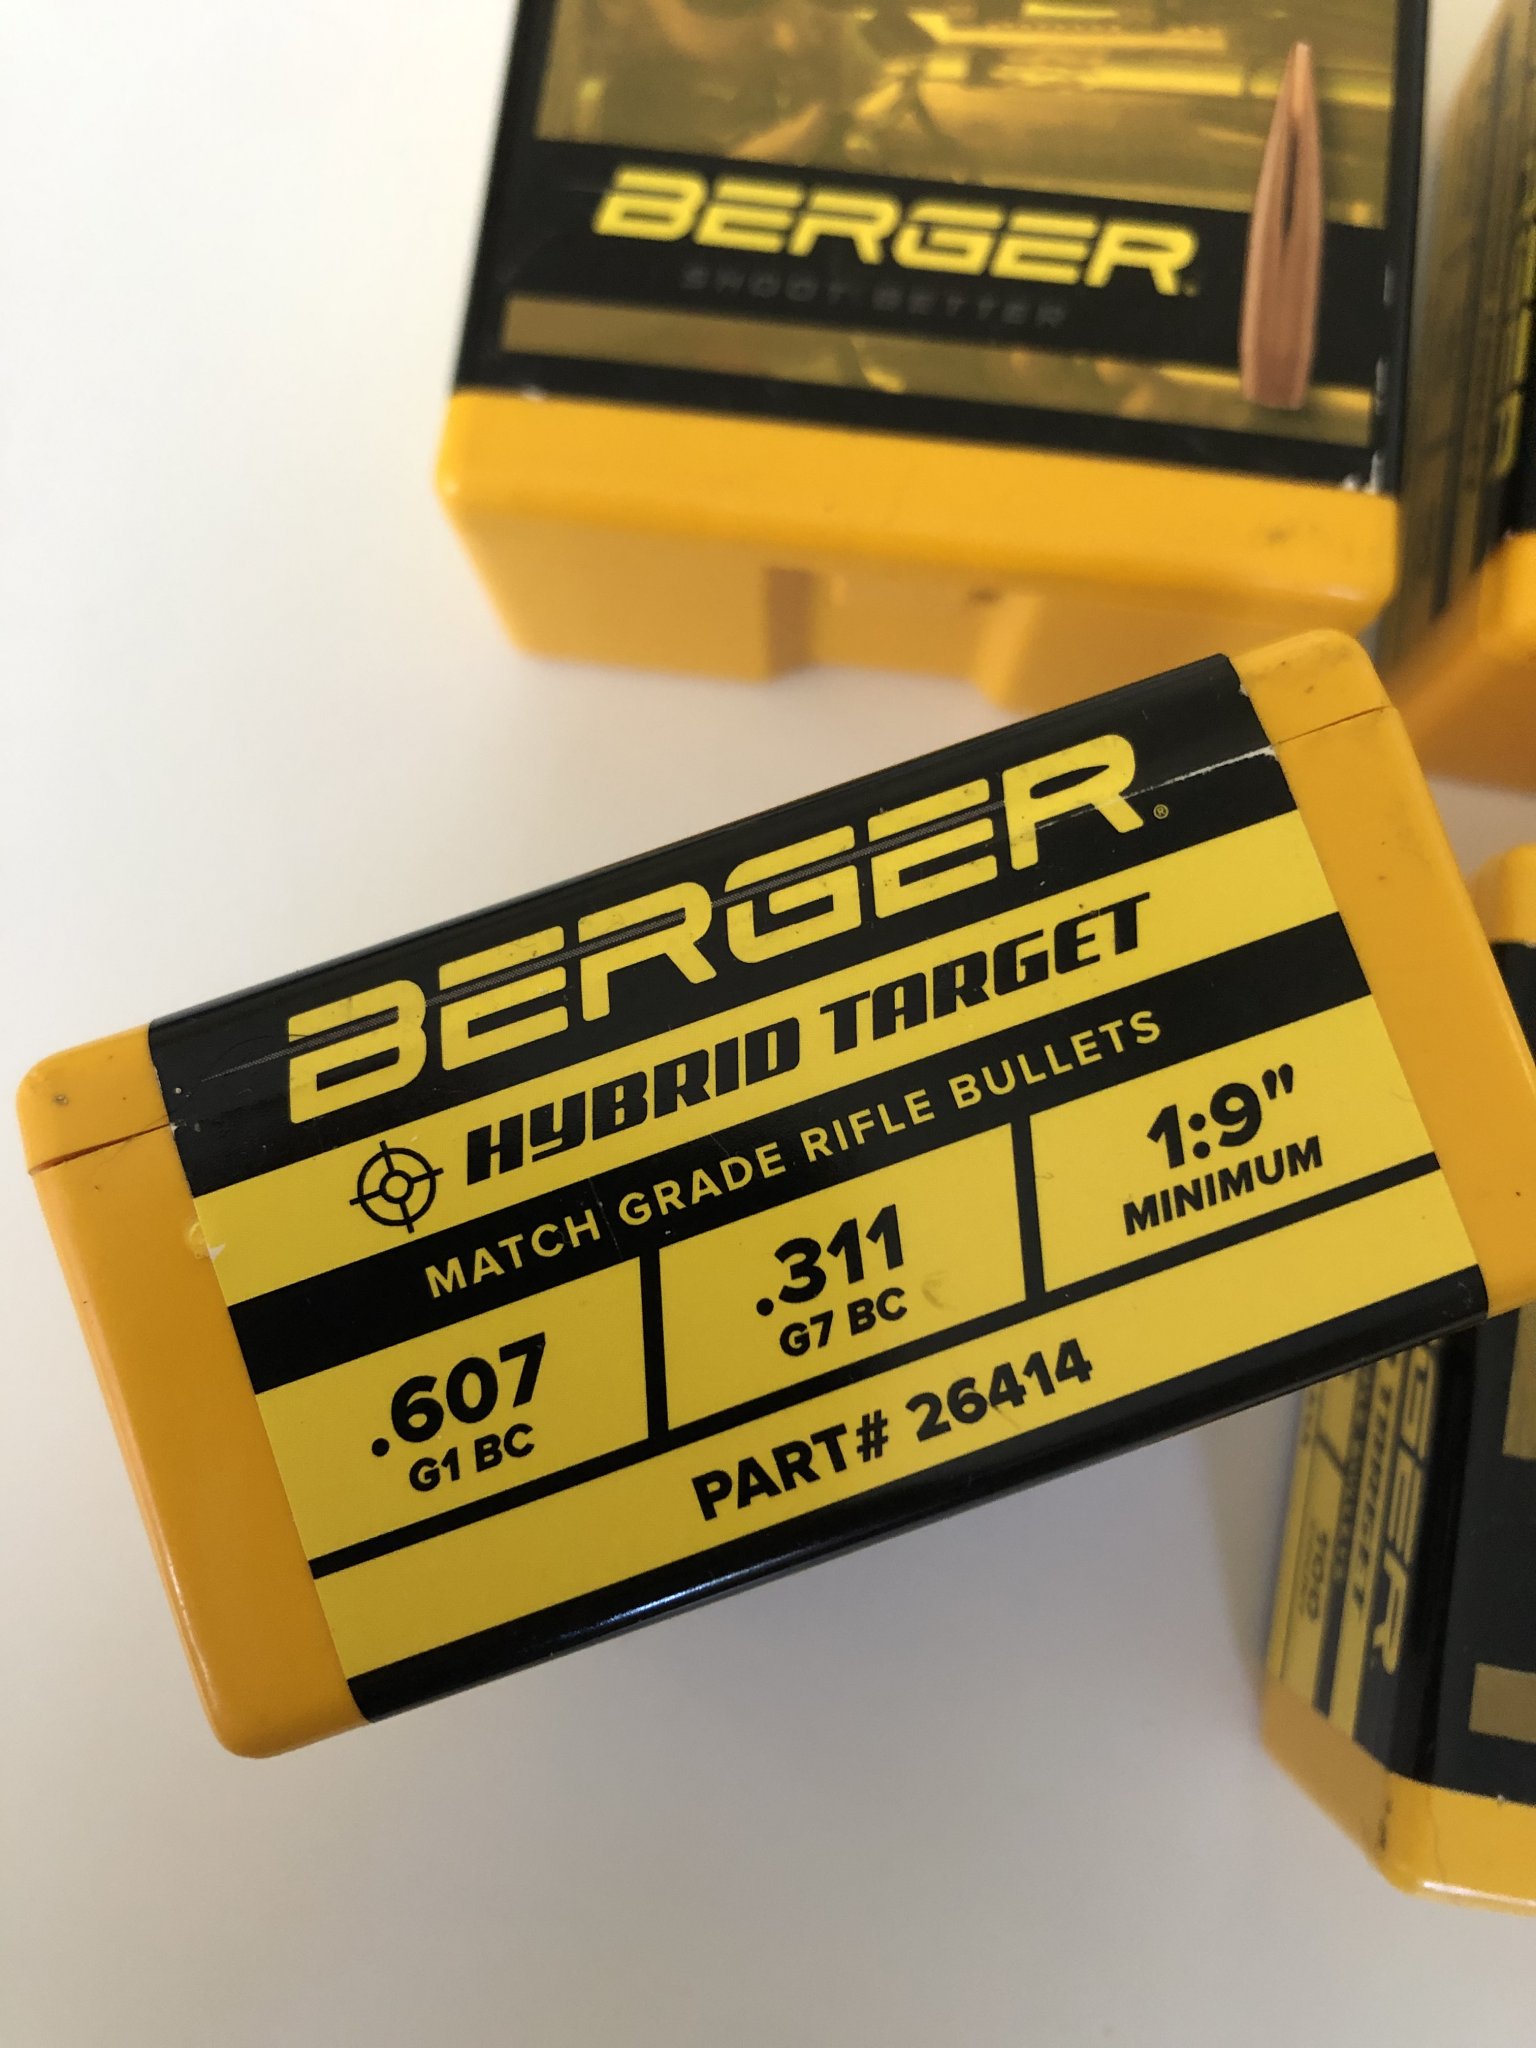 BERGER
SHOOT BETTER
BERGER®
HYBRID TARGET
MATCH GRADE RIFLE BULLETS
.607
G1 BC
.311
G7 BC
1:9"
MINIMUM
PART# 26414